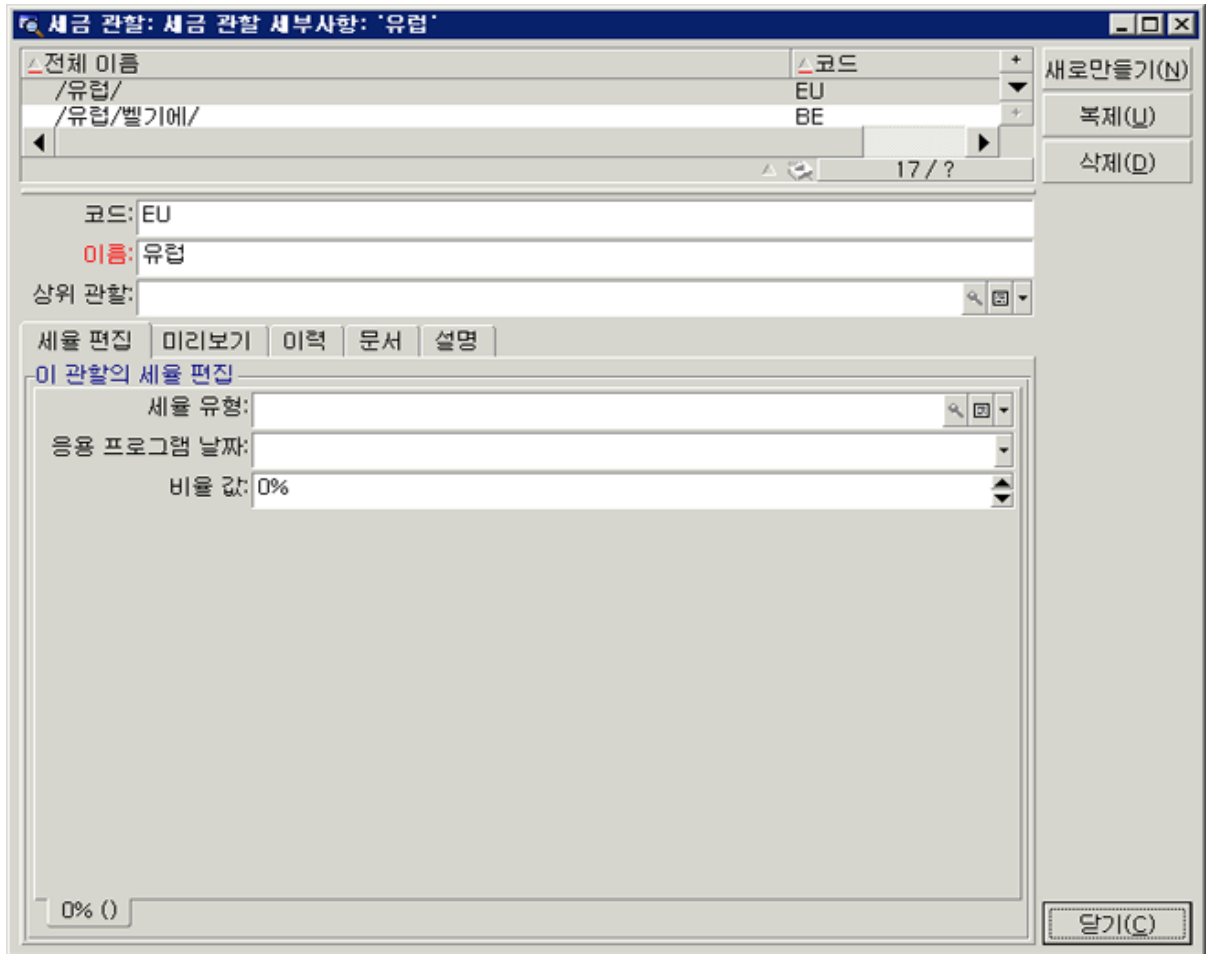 세금 관할: 세금 관할 세부사항: '유럽'
전체 이름 코드
/유럽/ EU
/유럽/벨기에/ BE
17 / ?
새로만들기(N)
복제(U)
삭제(D)
코드: EU
이름: 유럽
상위 관할:
세율 편집 미리보기 이력 문서 설명
이 관할의 세율 편집
세율 유형:
응용 프로그램 날짜:
비율 값: 0%
0% ()
닫기(C)